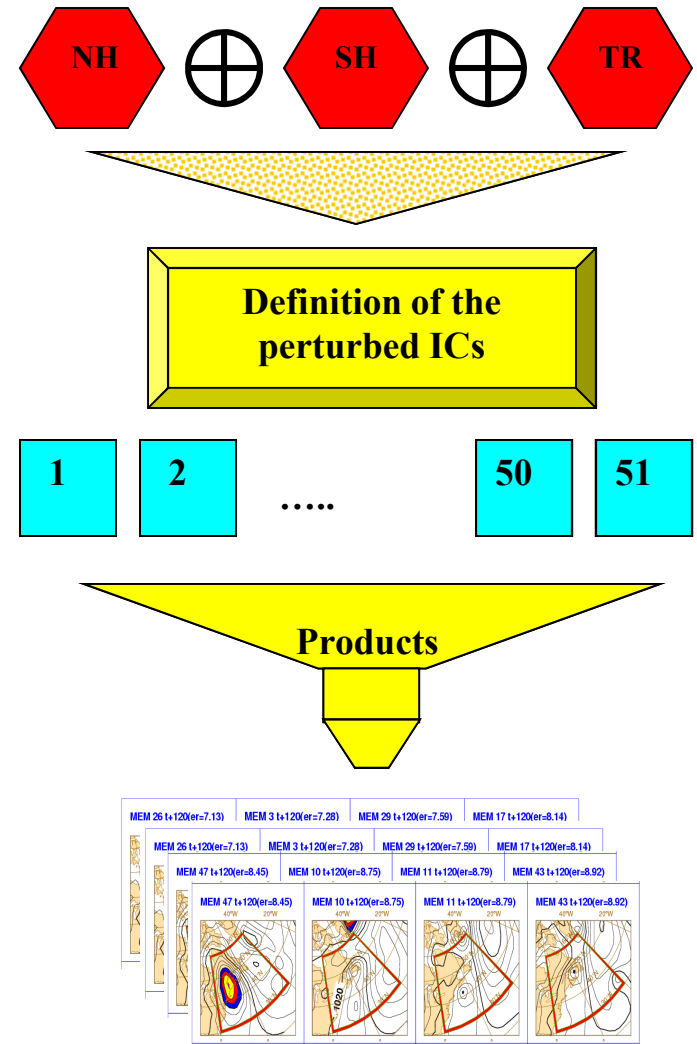 NH SH TR
Definition of the
perturbed ICs
1 2 ..... 50 51
Products
MEM 26 t+120(er=7.13) MEM 3 t+120(er=7.28) MEM 29 t+120(er=7.59) MEM 17 t+120(er=8.14)
MEM 26 t+120(er=7.13) MEM 3 t+120(er=7.28) MEM 29 t+120(er=7.59) MEM 17 t+120(er=8.14)
MEM 47 t+120(er=8.45) MEM 10 t+120(er=8.75) MEM 11 t+120(er=8.79) MEM 43 t+120(er=8.92)
MEM 47 t+120(er=8.45) MEM 10 t+120(er=8.75) MEM 11 t+120(er=8.79) MEM 43 t+120(er=8.92)
40°W 20°W 40°W 20°W 40°W 20°W 40°W 20°W
1020